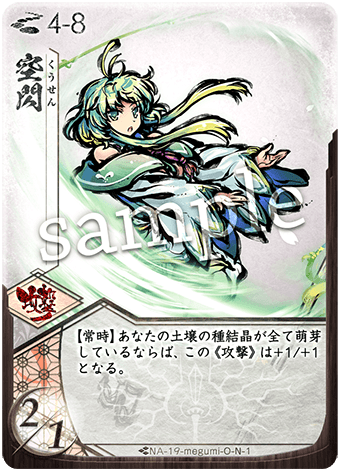 4-8
空閃
くうせん
sample
攻撃
【常時】あなたの土壌の種結晶が全て萌芽
しているならば、この《攻撃》は+1/+1
となる。
2/1
NA-19-megumi-O-N-1